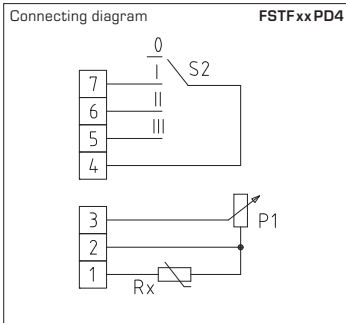 Connecting diagram FSTFxxPD4
0
S2
7 I
6 II
5 III
4
3 P1
2
1
Rx